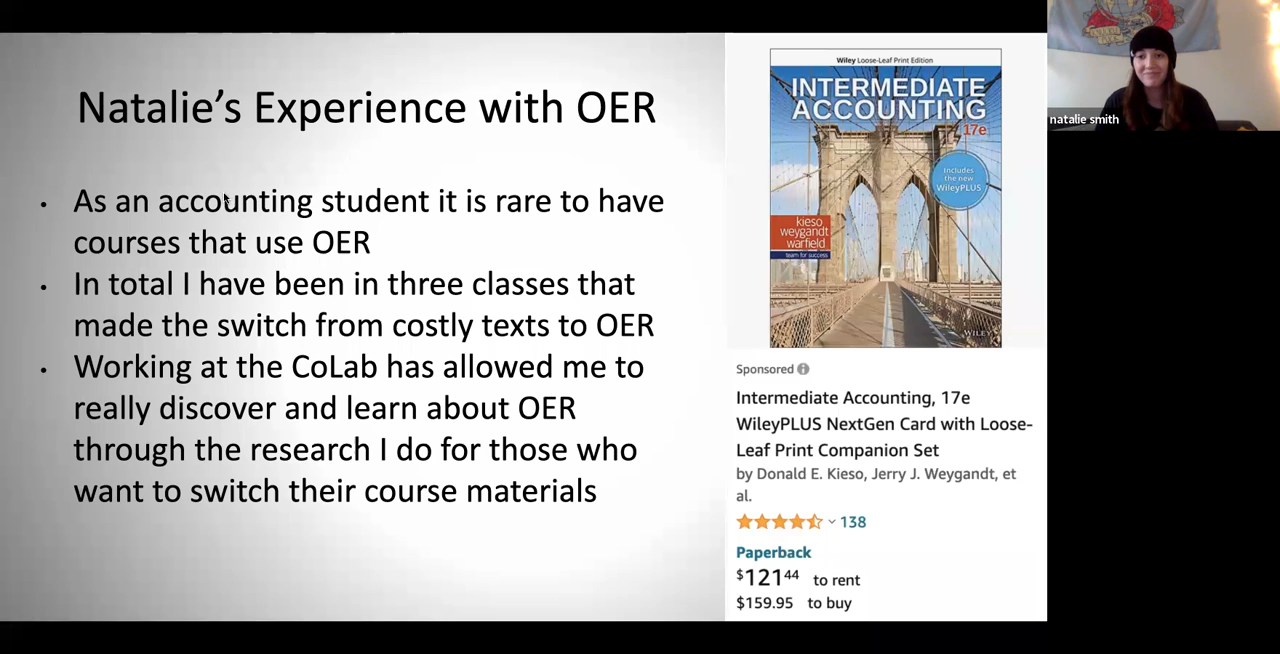 Natalie's Experience with OER
• As an accounting student it is rare to have
courses that use OER
• In total I have been in three classes that
made the switch from costly texts to OER
• Working at the CoLab has allowed me to
really discover and learn about OER
through the research I do for those who
want to switch their course materials
Wiley Loose-Leaf Print Edition
INTERMEDIATE
ACCOUNTING
17e
Includes
the new
WileyPLUS
kieso
weygandt
warfield
team for success
WILEY
Sponsored
Intermediate Accounting, 17e
WileyPLUS NextGen Card with Loose-
Leaf Print Companion Set
by Donald E. Kieso, Jerry J. Weygandt, et
al.
138
Paperback
$121 44 to rent
$159.95 to buy
natalie smith